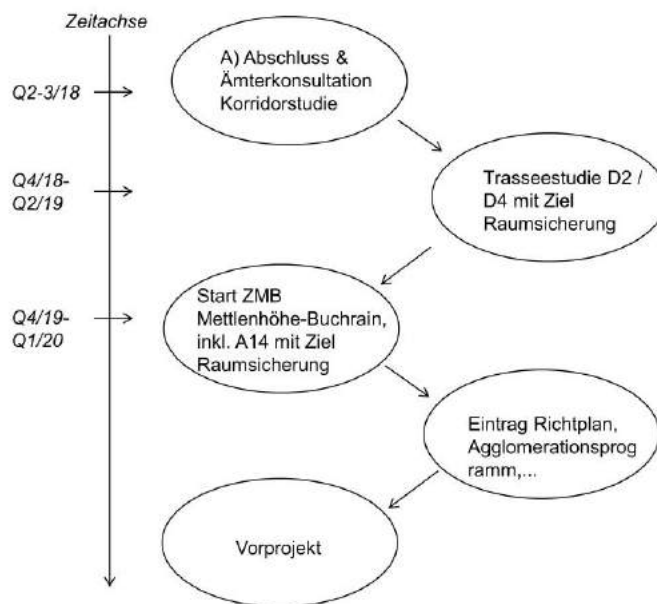 Zeitachse
A) Abschluss &
Ämterkonsultation
Korridorstudie
Q2-3/18
Q4/18-
Q2/19
Trasseestudie D2 /
D4 mit Ziel
Raumsicherung
Q4/19-
Q1/20
Start ZMB
Mettlenhöhe-Buchrain,
inkl. A14 mit Ziel
Raumsicherung
Eintrag Richtplan,
Agglomerationsprog
ramm,...
Vorprojekt